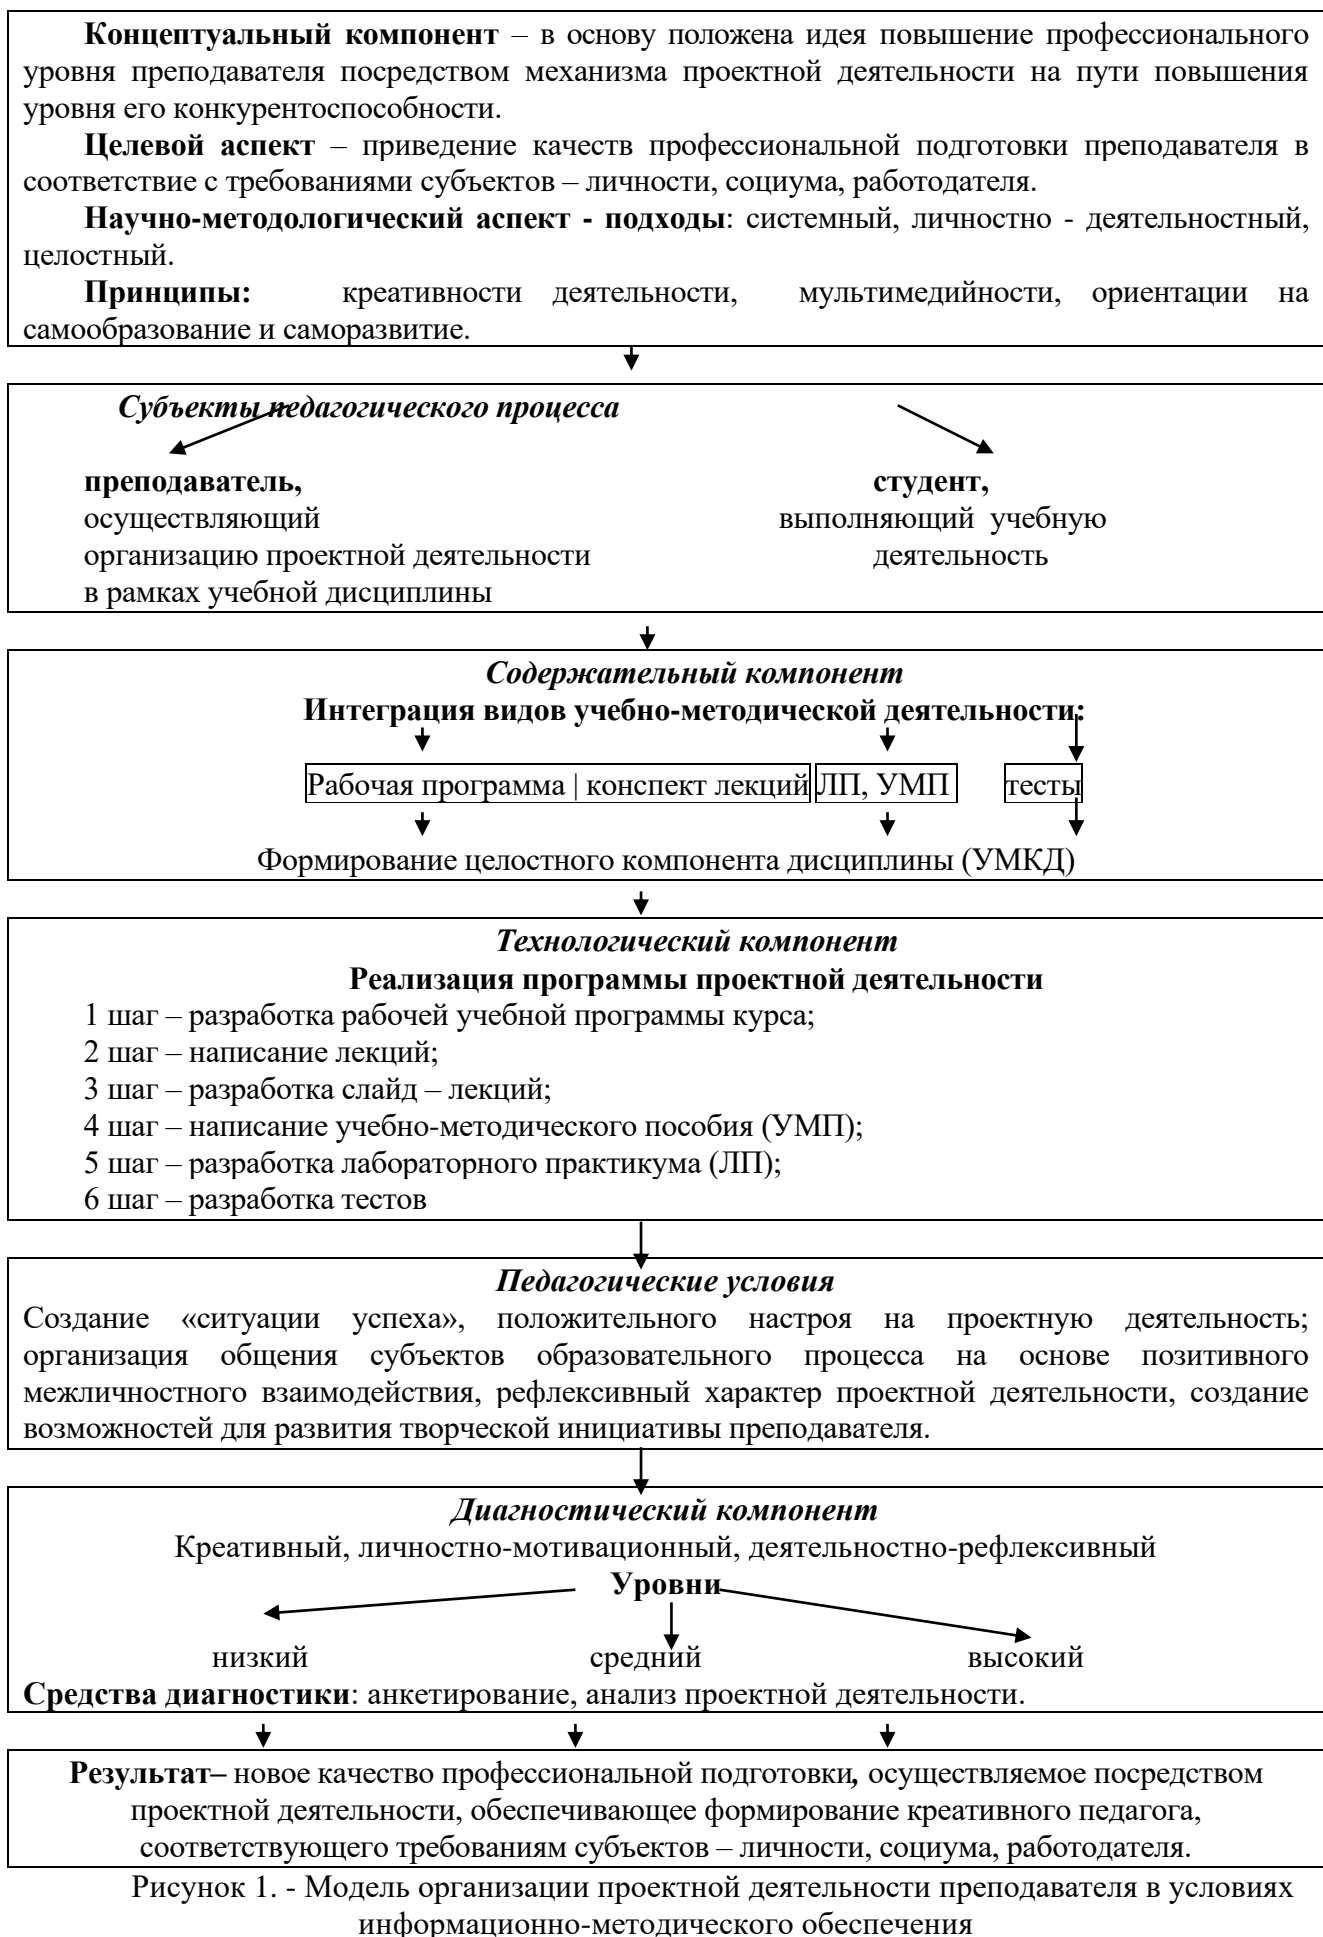 Концептуальный компонент – в основу положена идея повышение профессионального
уровня преподавателя посредством механизма проектной деятельности на пути повышения
уровня его конкурентоспособности.
Целевой аспект – приведение качеств профессиональной подготовки преподавателя в
соответствие с требованиями субъектов – личности, социума, работодателя.
Научно-методологический аспект - подходы: системный, личностно - деятельностный,
целостный.
Принципы: креативности деятельности, мультимедийности, ориентации на
самообразование и саморазвитие.
Субъекты педагогического процесса
преподаватель,
осуществляющий
организацию проектной деятельности
в рамках учебной дисциплины
студент,
выполняющий учебную
деятельность
Содержательный компонент
Интеграция видов учебно-методической деятельности:
Рабочая программа | конспект лекций ЛП, УМП тесты
Формирование целостного компонента дисциплины (УМКД)
Технологический компонент
Реализация программы проектной деятельности
1 шаг – разработка рабочей учебной программы курса;
2 шаг – написание лекций;
3 шаг – разработка слайд – лекций;
4 шаг – написание учебно-методического пособия (УМП);
5 шаг – разработка лабораторного практикума (ЛП);
6 шаг – разработка тестов
Педагогические условия
Создание «ситуации успеха», положительного настроя на проектную деятельность;
организация общения субъектов образовательного процесса на основе позитивного
межличностного взаимодействия, рефлексивный характер проектной деятельности, создание
возможностей для развития творческой инициативы преподавателя.
Диагностический компонент
Креативный, личностно-мотивационный, деятельностно-рефлексивный
Уровни
низкий средний высокий
Средства диагностики: анкетирование, анализ проектной деятельности.
Результат– новое качество профессиональной подготовки, осуществляемое посредством
проектной деятельности, обеспечивающее формирование креативного педагога,
соответствующего требованиям субъектов – личности, социума, работодателя.
Рисунок 1. - Модель организации проектной деятельности преподавателя в условиях
информационно-методического обеспечения